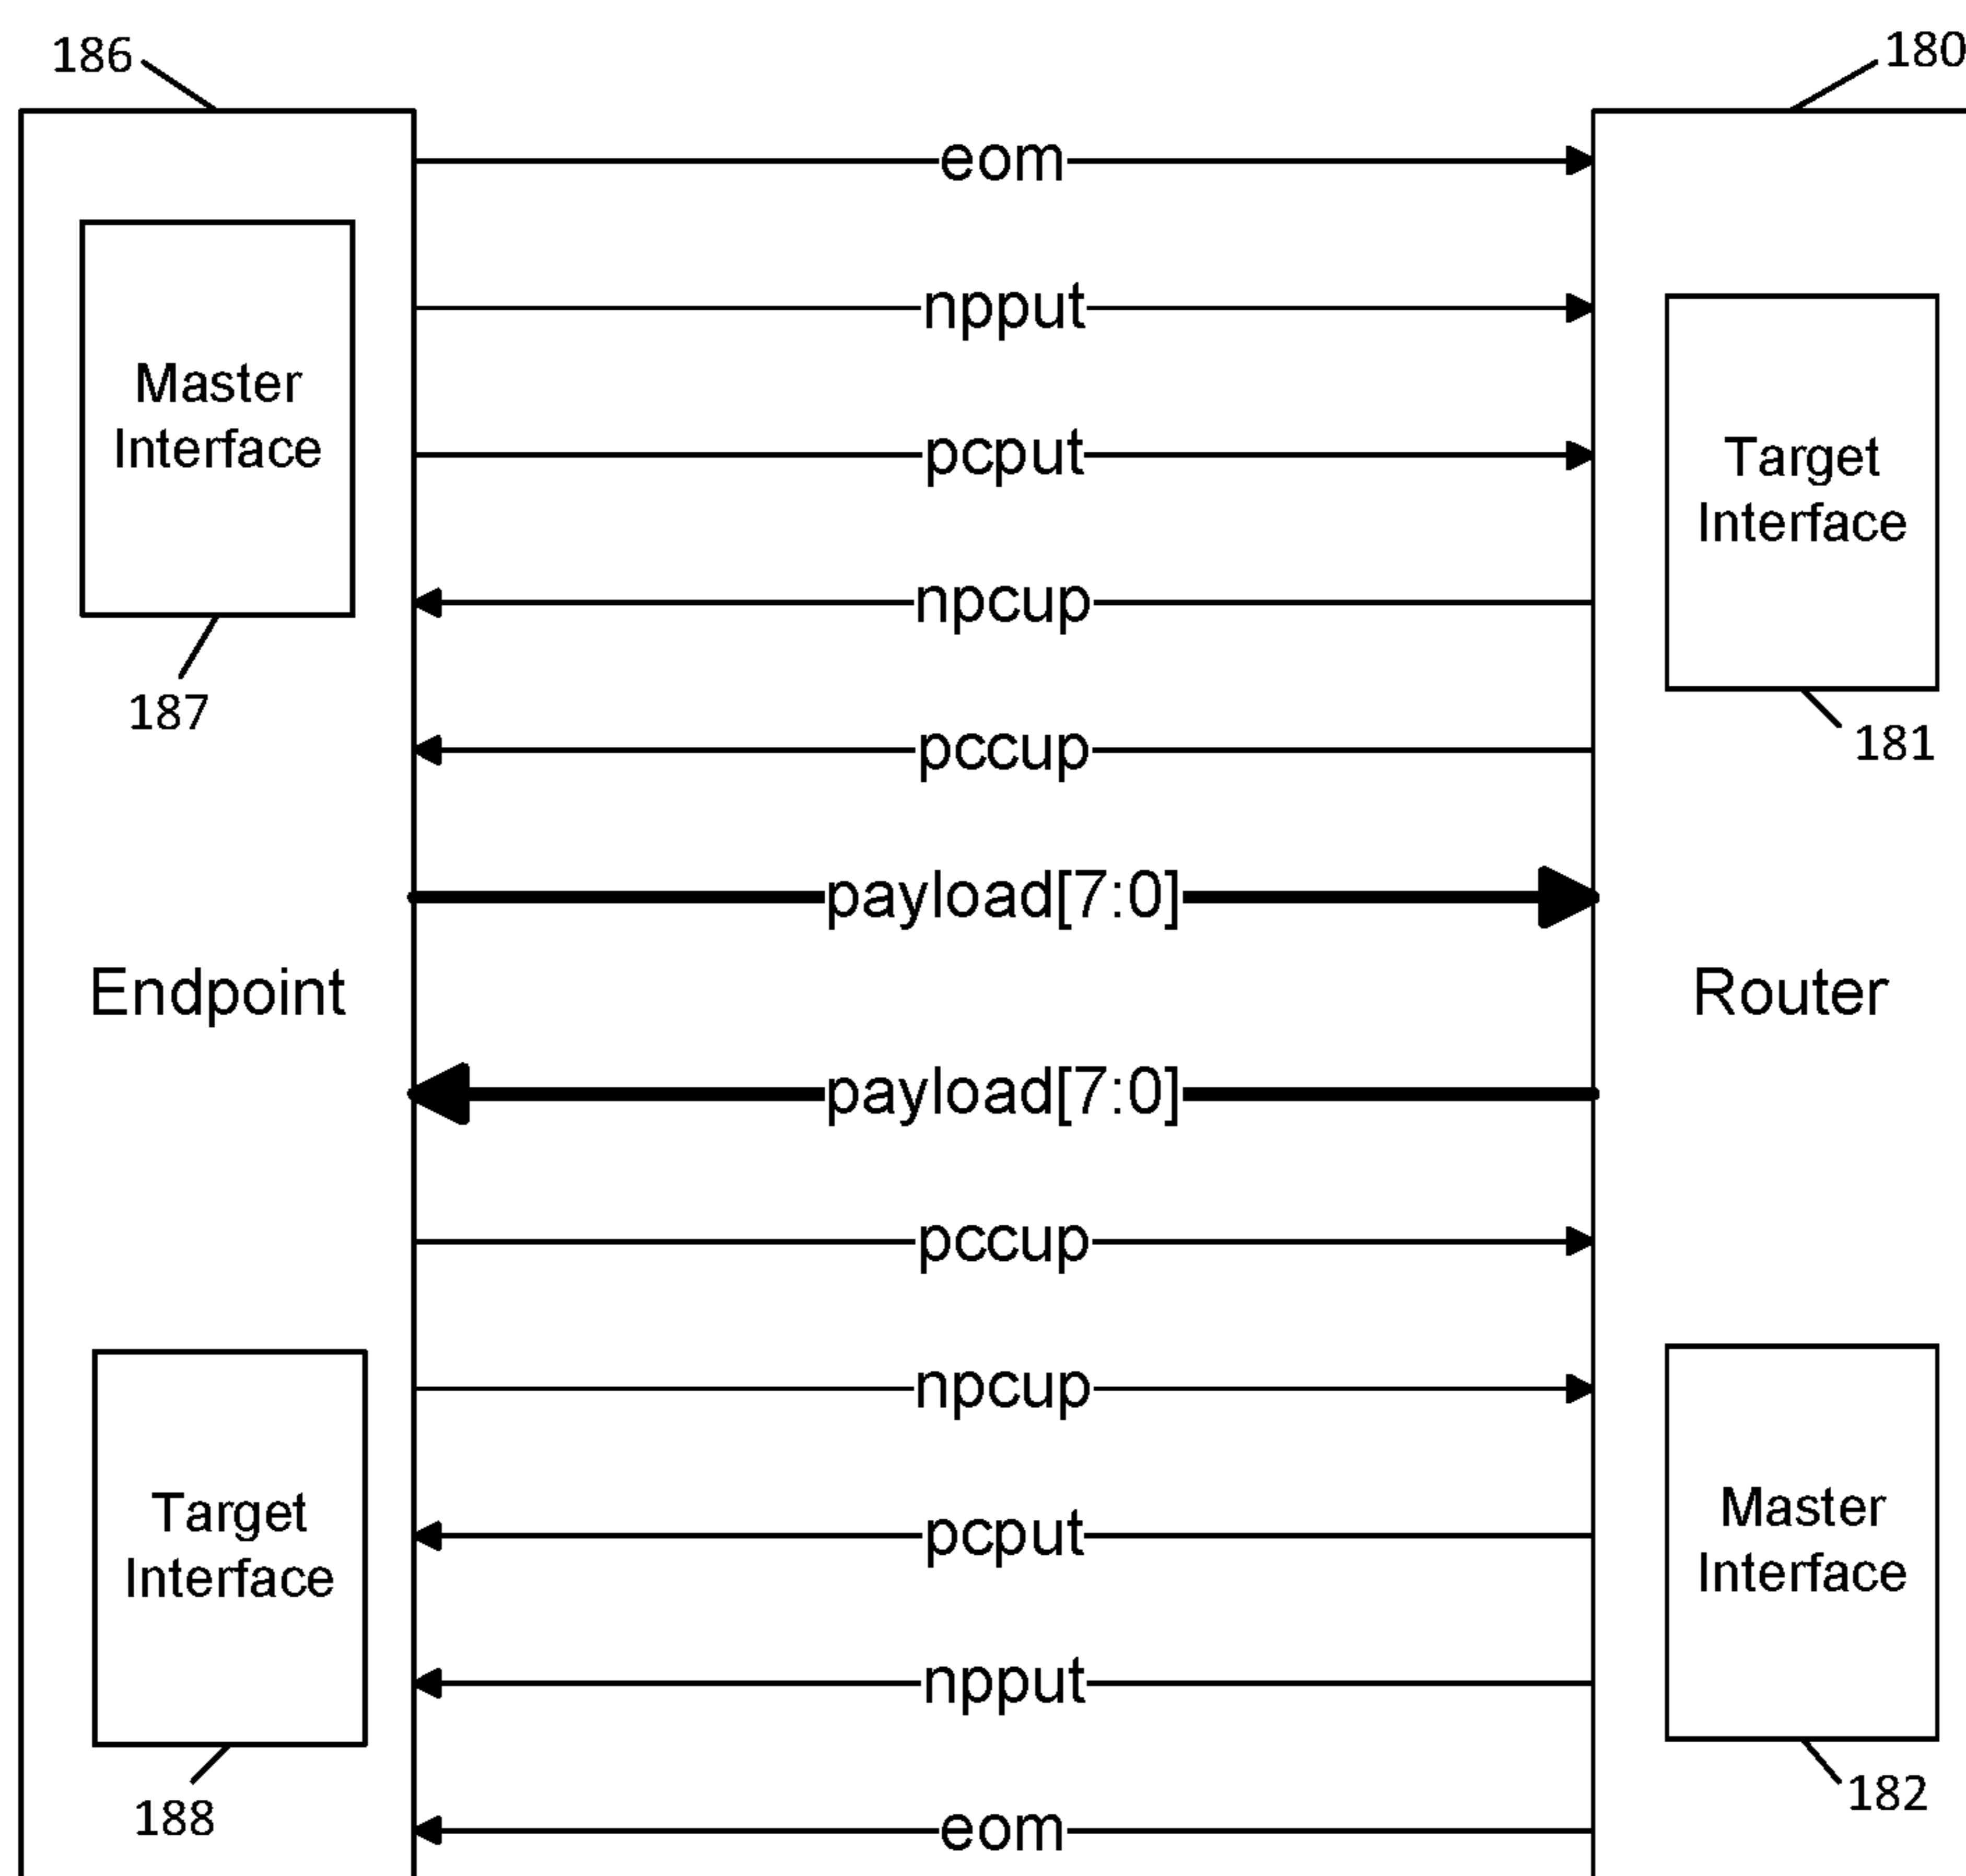 186
180
eom
npput
Master
Interface
pcput
Target
Interface
npcup
187
pccup
181
payload[7:0]
Endpoint
Router
payload[7:0]
pccup
npcup
Target
Interface
Master
Interface
pcput
npput
188
182
eom